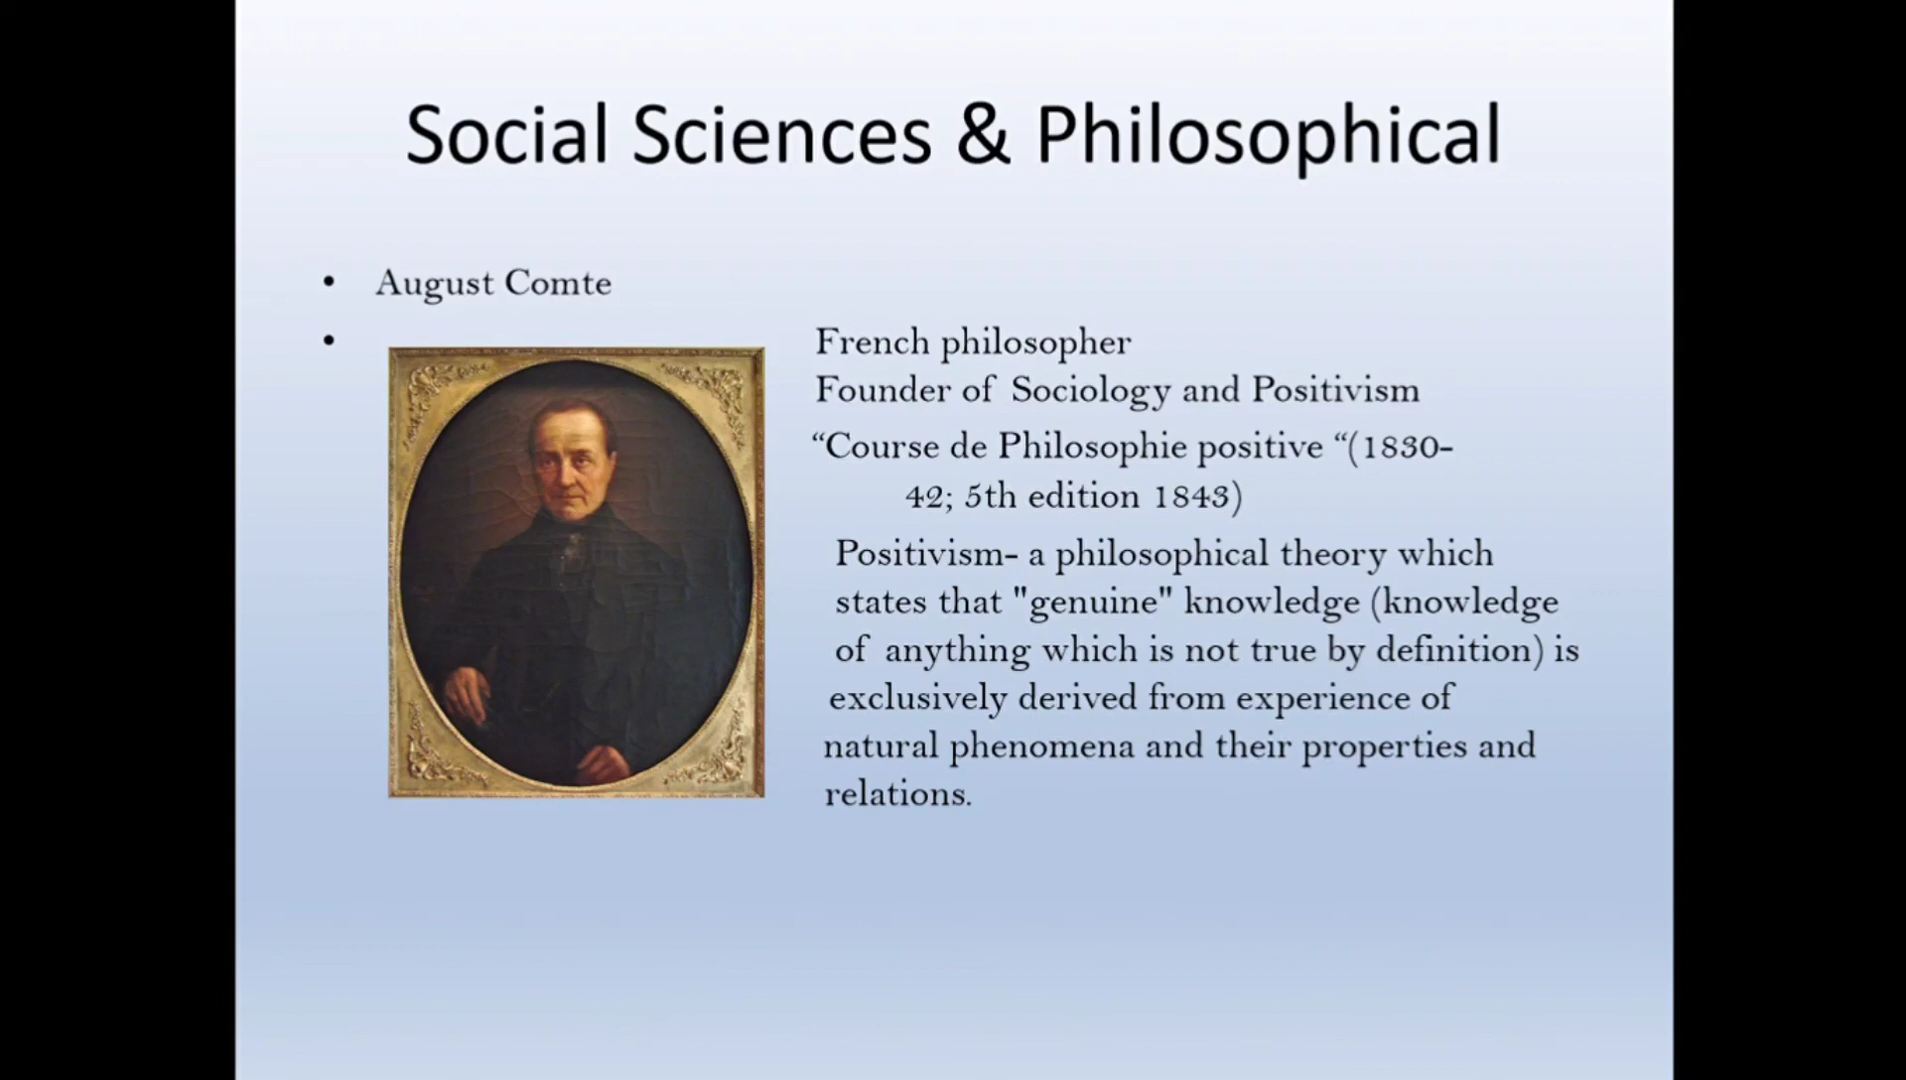 Social Sciences & Philosophical
• August Comte
• French philosopher
Founder of Sociology and Positivism
“Course de Philosophie positive “(1830-
42; 5th edition 1843)
Positivism- a philosophical theory which
states that "genuine" knowledge (knowledge
of anything which is not true by definition) is
exclusively derived from experience of
natural phenomena and their properties and
relations.